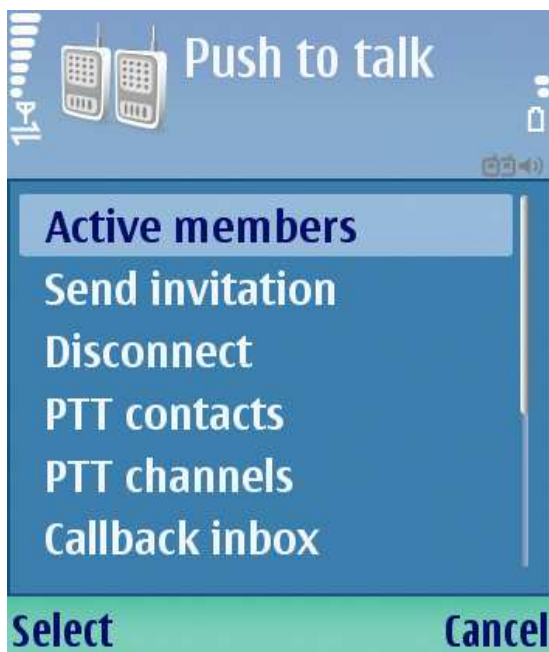 Push to talk
Active members
Send invitation
Disconnect
PTT contacts
PTT channels
Callback inbox
Select Cancel